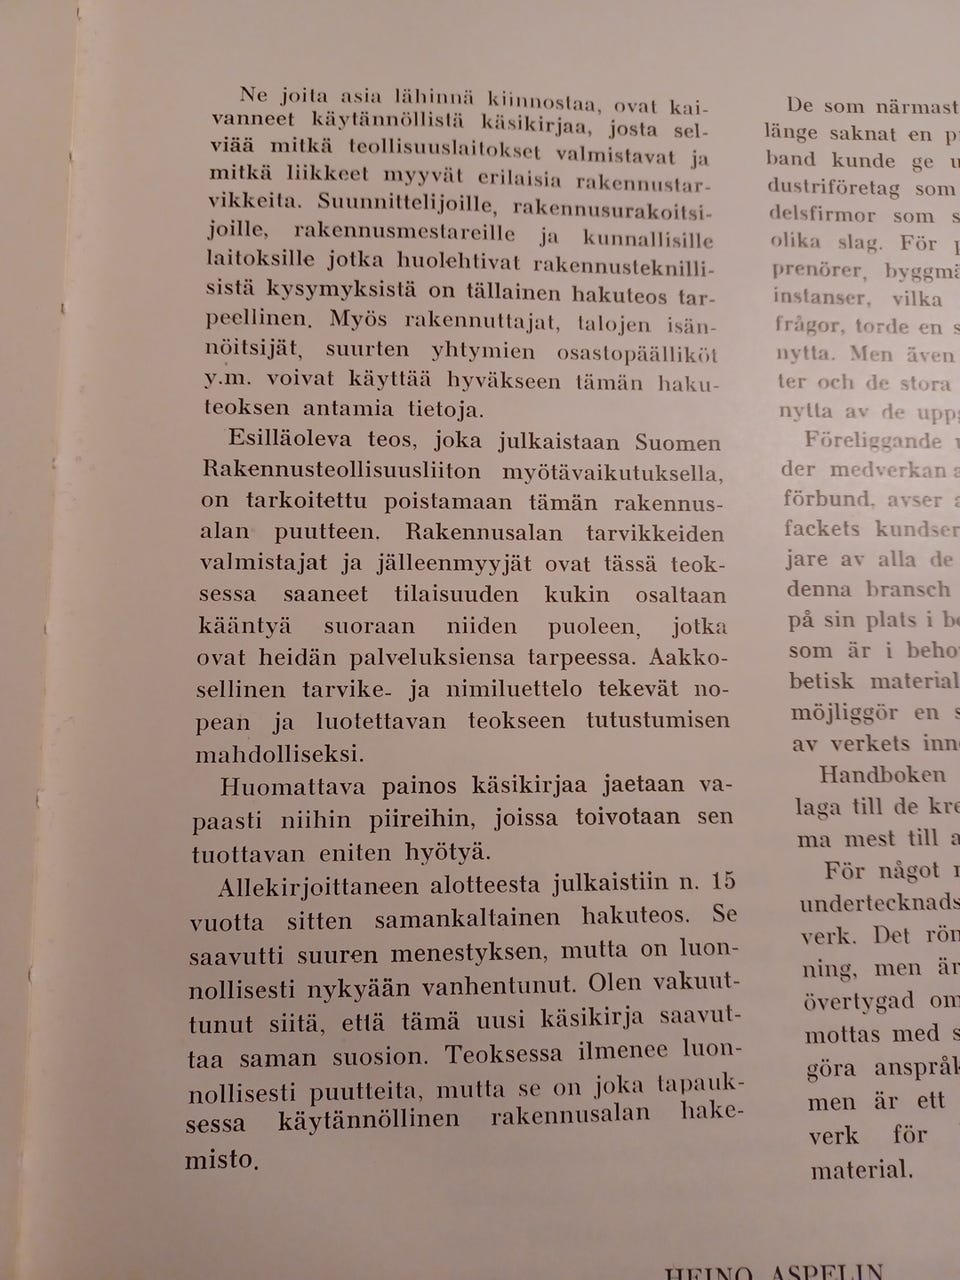 Ne joita asia lähinnä kiinnostaa, ovat kai-
vanneet käytännöllistä käsikirjaa, josta sel-
viää mitkä teollisuuslaitokset valmistavat ja
mitkä liikkeet myyvät erilaisia rakennustar-
vikkeita. Suunnittelijoille, rakennusurakoitsi-
joille, rakennusmestareille ja kunnallisille
laitoksille jotka huolehtivat rakennusteknilli-
sistä kysymyksistä on tällainen hakuteos tar-
peellinen. Myös rakennuttajat, talojen isän-
nöitsijät, suurten yhtymien osastopäälliköt
y.m. voivat käyttää hyväkseen tämän haku-
teoksen antamia tietoja.
Esilläoleva teos, joka julkaistaan Suomen
Rakennusteollisuusliiton myötävaikutuksella,
on tarkoitettu poistamaan tämän rakennus-
alan puutteen. Rakennusalan tarvikkeiden
valmistajat ja jälleenmyyjät ovat tässä teok-
sessa saaneet tilaisuuden kukin osaltaan
kääntyä suoraan niiden puoleen, jotka
ovat heidän palveluksiensa tarpeessa. Aakko-
sellinen tarvike- ja nimiluettelo tekevät no-
pean ja luotettavan teokseen tutustumisen
mahdolliseksi.
Huomattava painos käsikirjaa jaetaan va-
paasti niihin piireihin, joissa toivotaan sen
tuottavan eniten hyötyä.
Allekirjoittaneen alotteesta julkaistiin n. 15
vuotta sitten samankaltainen hakuteos. Se
saavutti suuren menestyksen, mutta on luon-
nollisesti nykyään vanhentunut. Olen vakuut-
tunut siitä, että tämä uusi käsikirja saavut-
taa saman suosion. Teoksessa ilmenee luon-
nollisesti puutteita, mutta se on joka tapauk-
sessa käytännöllinen rakennusalan hake-
misto.
De som närmast
länge saknat en
band kunde ge
dustriföretag som
delsfirmor som
olika slag. För
prenörer, byggmä
instanser, vilka
frågor, torde en
nytta. Men även
ter och de stora
nytta av de upp
Föreliggande
der medverkan
förbund, avser
fackets kundser
jare av alla de
denna bransch
på sin plats i
som är i beho
betisk material
möjliggör en
av verkets inn
Handboken
laga till de kre
ma mest till
För något
undertecknads
verk. Det rön
ning, men är
övertygad om
mottas med
göra anspråk
men är ett
verk för
material.
HEINO ASPELIN